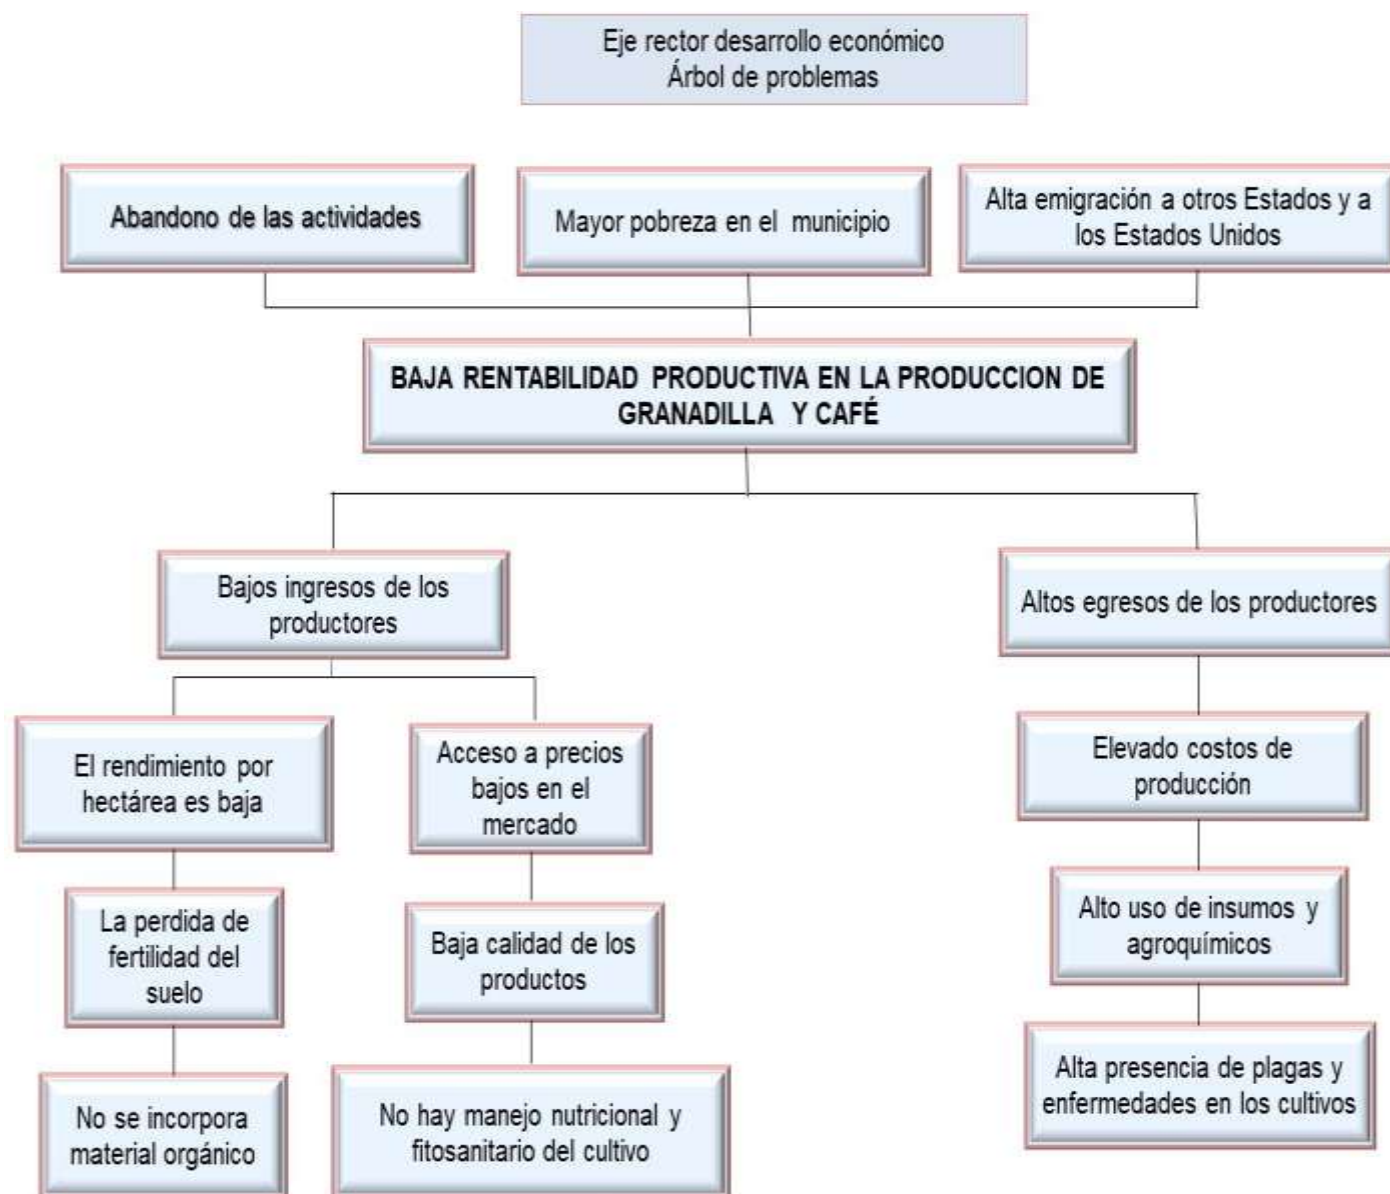 Eje rector desarrollo económico
Árbol de problemas
Abandono de las actividades
Mayor pobreza en el municipio
Alta emigración a otros Estados y a
los Estados Unidos
BAJA RENTABILIDAD PRODUCTIVA EN LA PRODUCCION DE
GRANADILLA Y CAFÉ
Bajos ingresos de los
productores
Altos egresos de los productores
El rendimiento por
hectárea es baja
Acceso a precios
bajos en el
mercado
Elevado costos de
producción
La perdida de
fertilidad del
suelo
Baja calidad de los
productos
Alto uso de insumos y
agroquímicos
No se incorpora
material orgánico
No hay manejo nutricional y
fitosanitario del cultivo
Alta presencia de plagas y
enfermedades en los cultivos